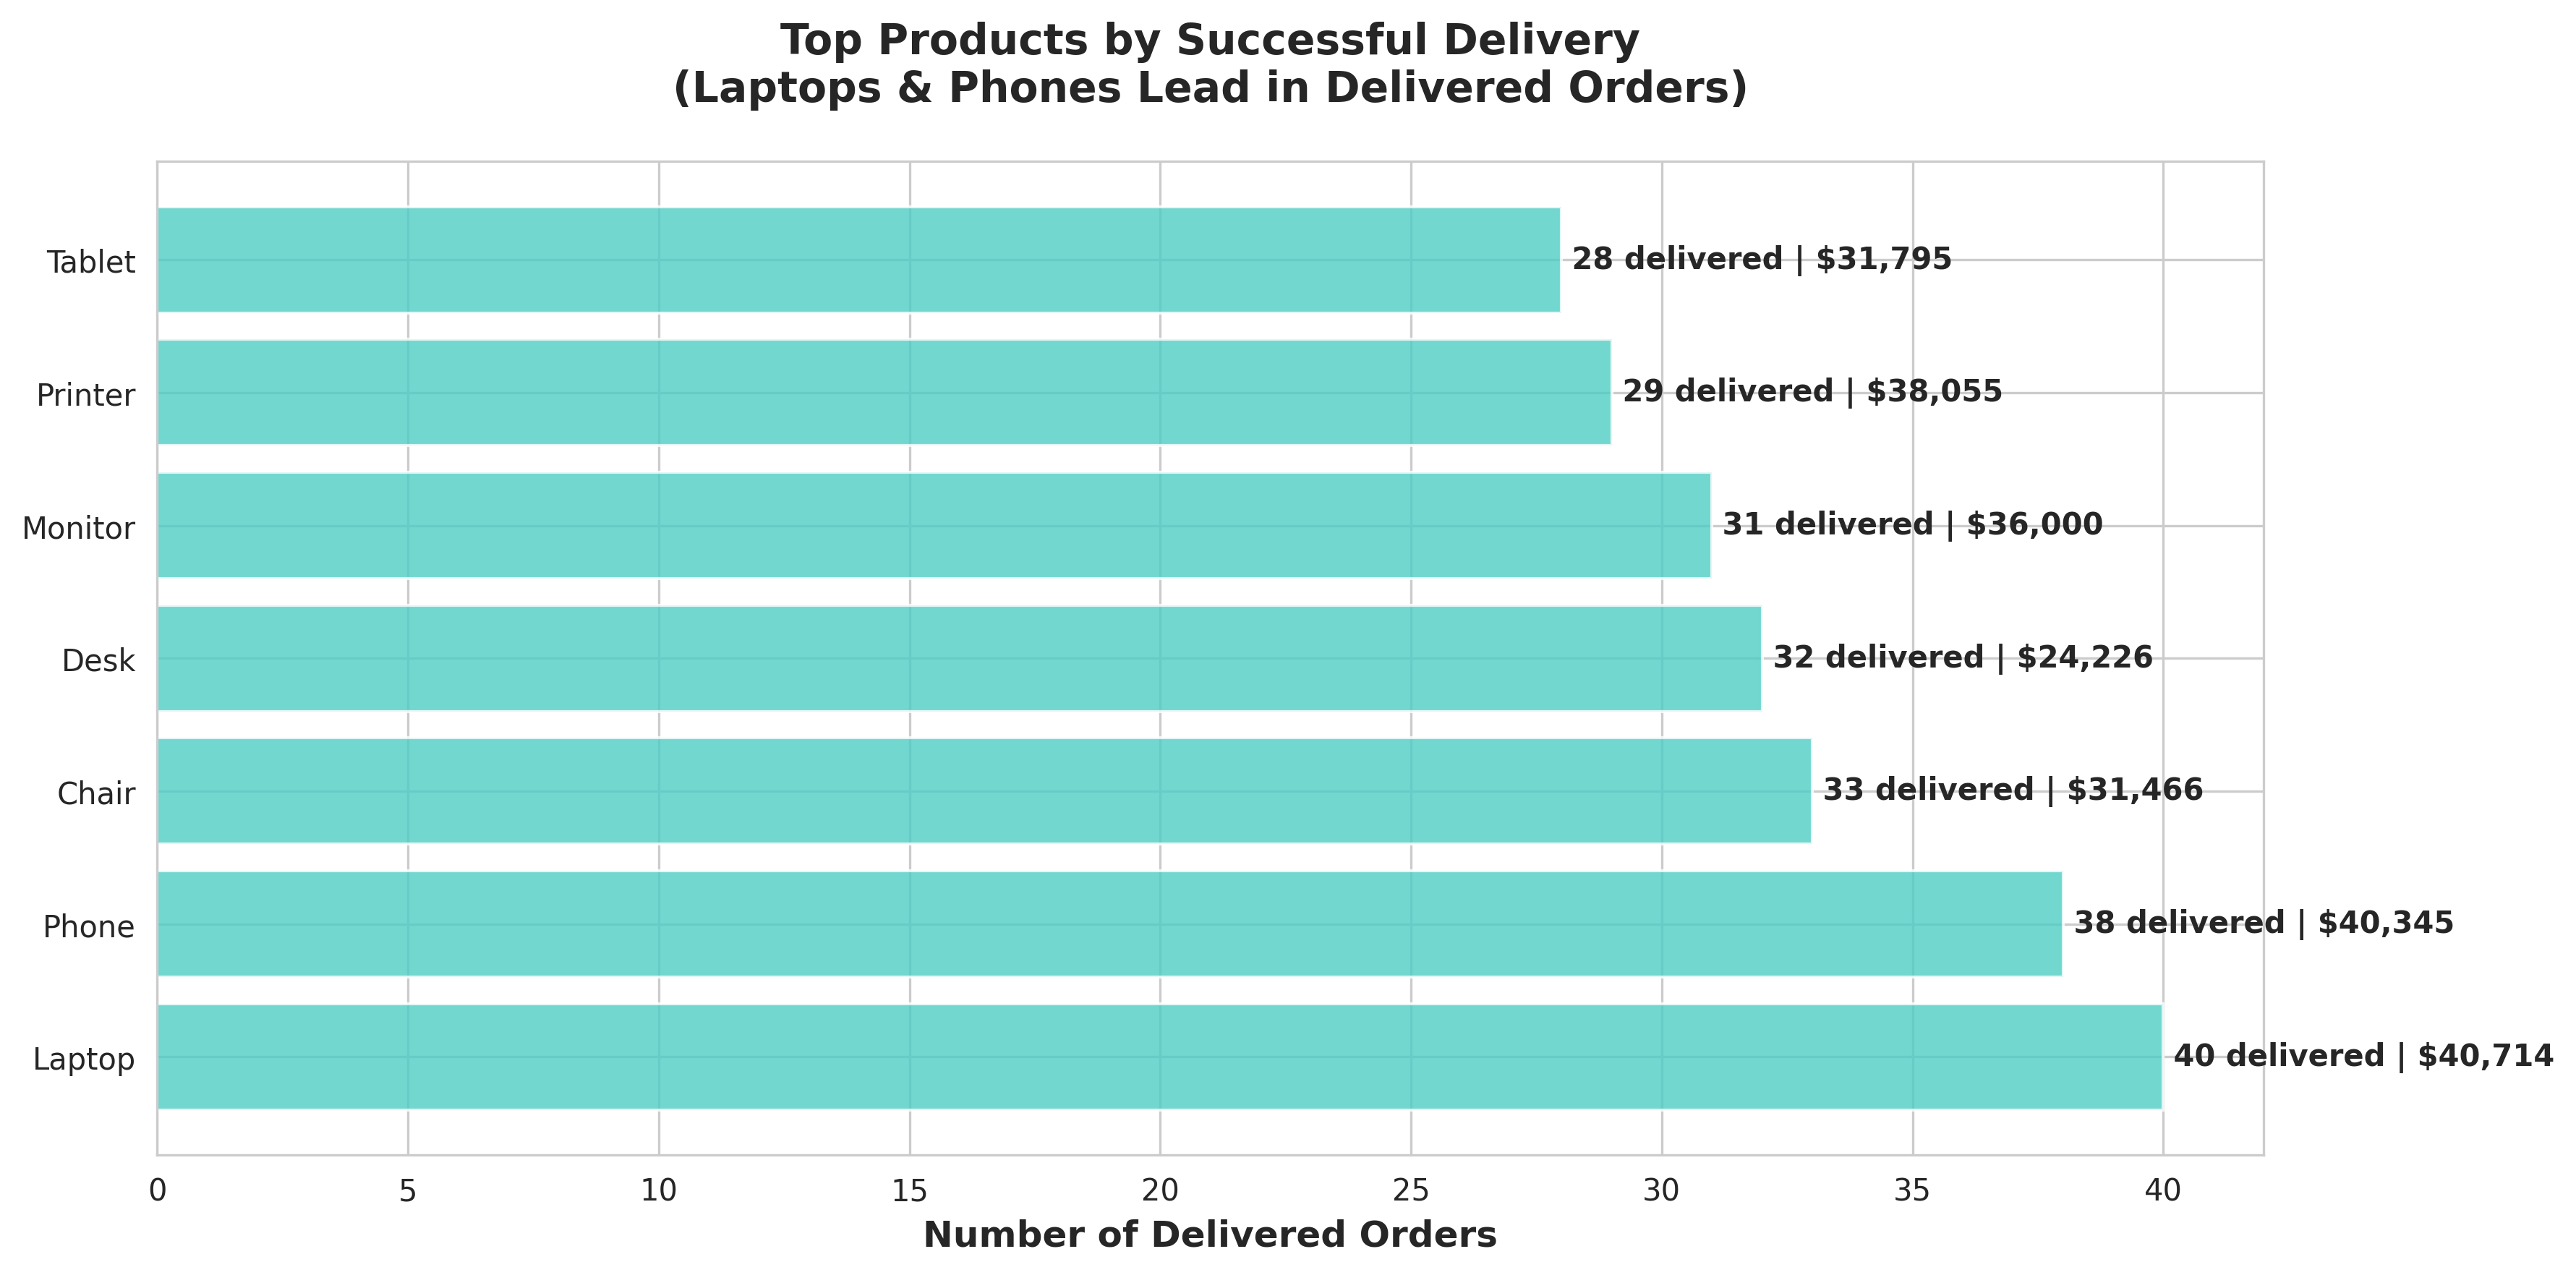 Top Products by Successful Delivery
(Laptops & Phones Lead in Delivered Orders)
Tablet
28 delivered | $31,795
Printer
29 delivered | $38,055
Monitor
31 delivered | $36,000
Desk
32 delivered | $24,226
Chair
33 delivered | $31,466
Phone
38 delivered | $40,345
Laptop
40 delivered | $40,714
0 5 10 15 20 25 30 35 40
Number of Delivered Orders